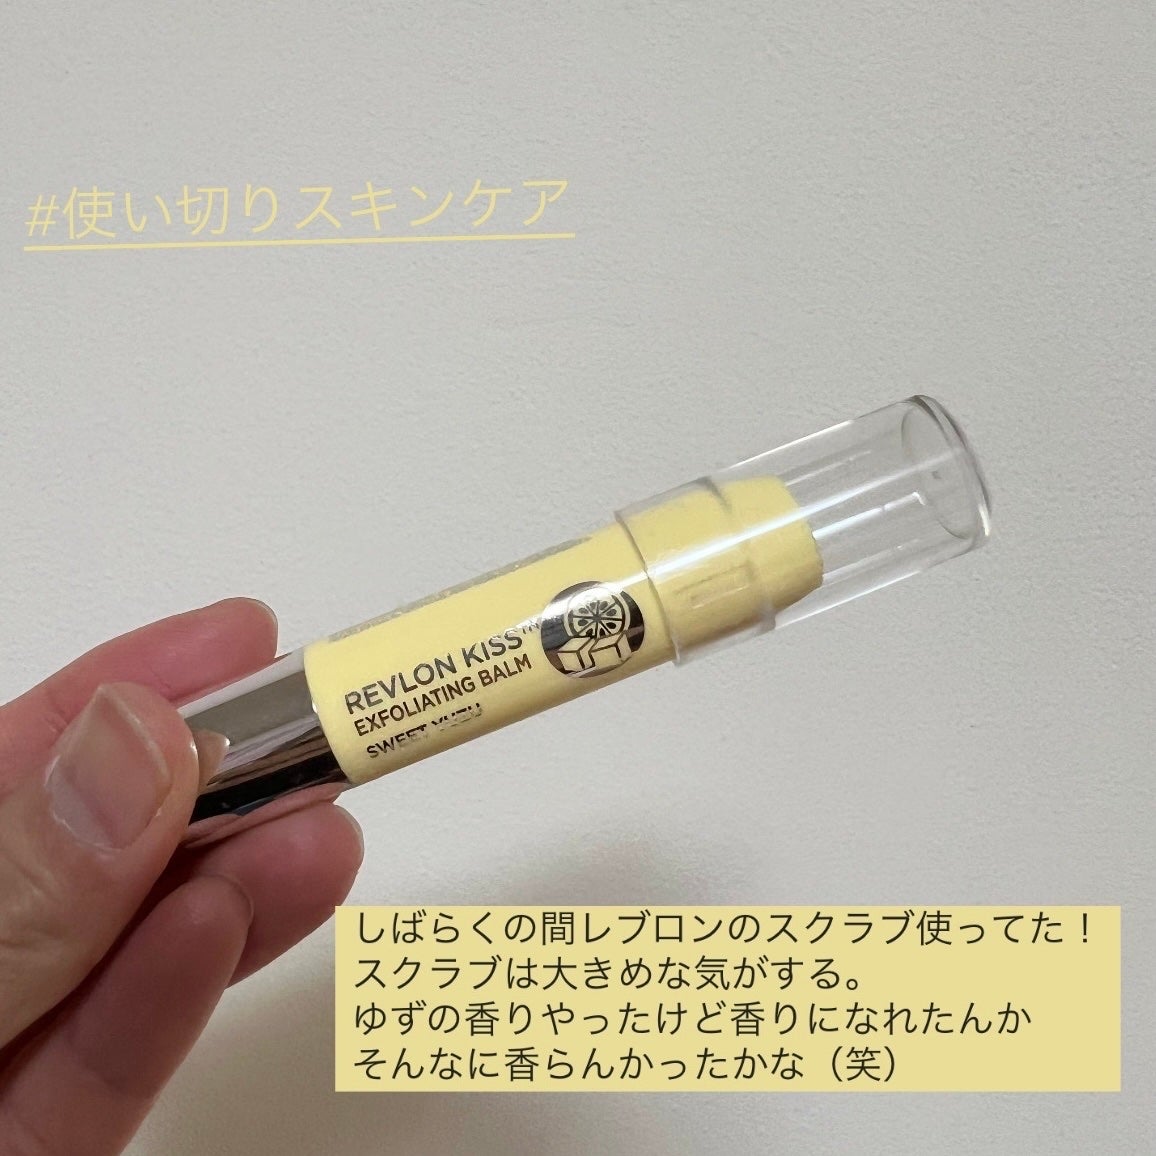 #使い切りスキンケア
REVLON KISS™
EXFOLIATING BALM
SWEET YUZU
しばらくの間レブロンのスクラブ使ってた！
スクラブは大きめな気がする。
ゆずの香りやったけど香りになれたんか
そんなに香らんかったかな（笑）